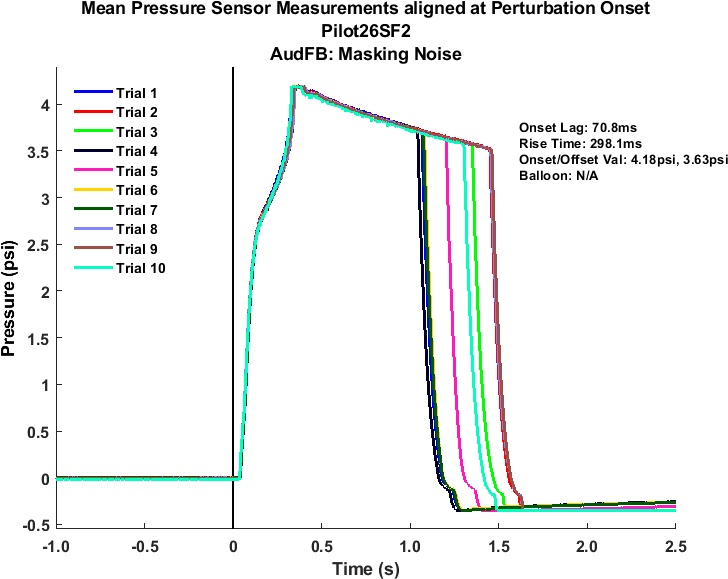 Mean Pressure Sensor Measurements aligned at Perturbation Onset
Pilot26SF2
AudFB: Masking Noise
Trial 1
Trial 2
Trial 3
Trial 4
Trial 5
Trial 6
Trial 7
Trial 8
Trial 9
Trial 10
Onset Lag: 70.8ms
Rise Time: 298.1ms
Onset/Offset Val: 4.18psi, 3.63psi
Balloon: N/A
Pressure (psi)
4
3.5
3
2.5
2
1.5
1
0.5
0
-0.5
-1.0
-0.5
0
0.5
1.0
1.5
2.0
2.5
Time (s)